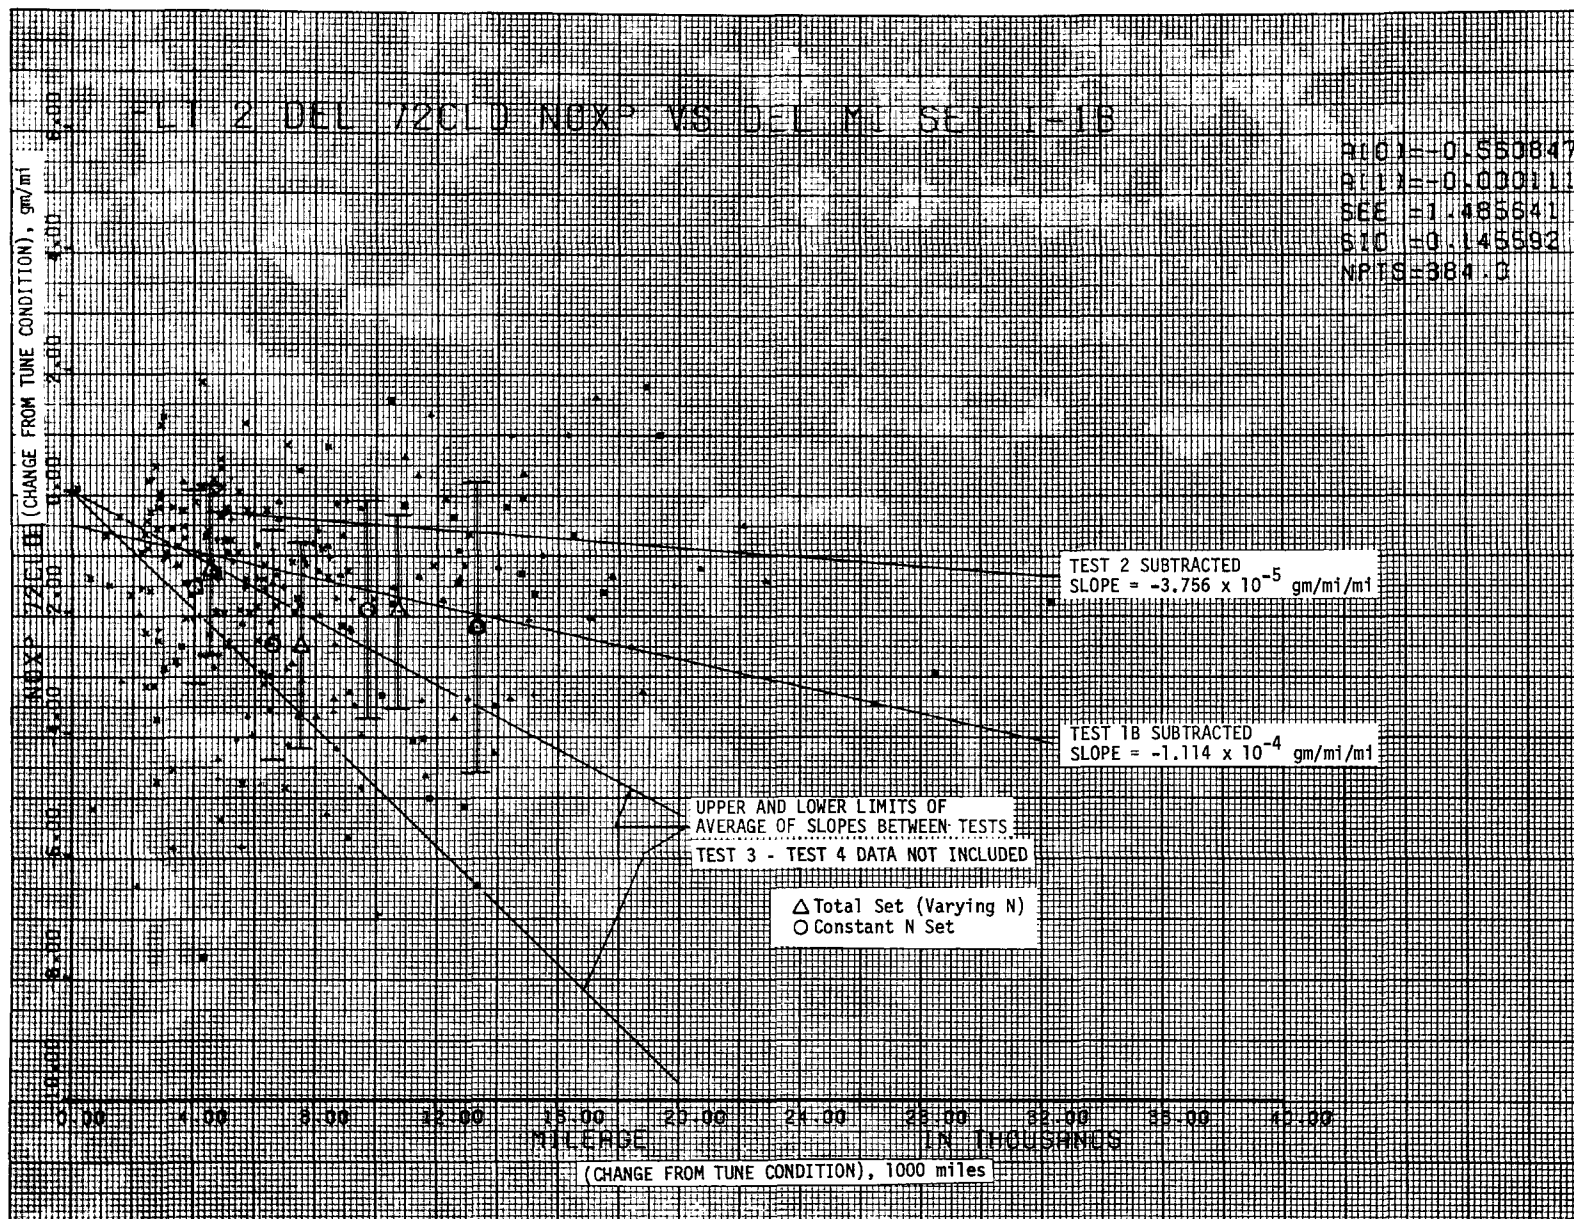 FLT 2 DEL 72CLD NOXP VS DEL MI SET 1-1B
A(0)=-0.550847
A(1)=-0.000111
SEE =1.485641
SIC =0.145592
NPTS=384.0
6.00
4.00
2.00
0.00
-2.00
-4.00
-6.00
-8.00
-10.00
NOXP 72CLD (CHANGE FROM TUNE CONDITION), gm/mi
TEST 2 SUBTRACTED
SLOPE = -3.756 x 10⁻⁵ gm/mi/mi
TEST 1B SUBTRACTED
SLOPE = -1.114 x 10⁻⁴ gm/mi/mi
UPPER AND LOWER LIMITS OF
AVERAGE OF SLOPES BETWEEN TESTS
TEST 3 - TEST 4 DATA NOT INCLUDED
△ Total Set (Varying N)
○ Constant N Set
0.00 4.00 8.00 12.00 16.00 20.00 24.00 28.00 32.00 36.00 40.00
MILEAGE IN THOUSANDS
(CHANGE FROM TUNE CONDITION), 1000 miles